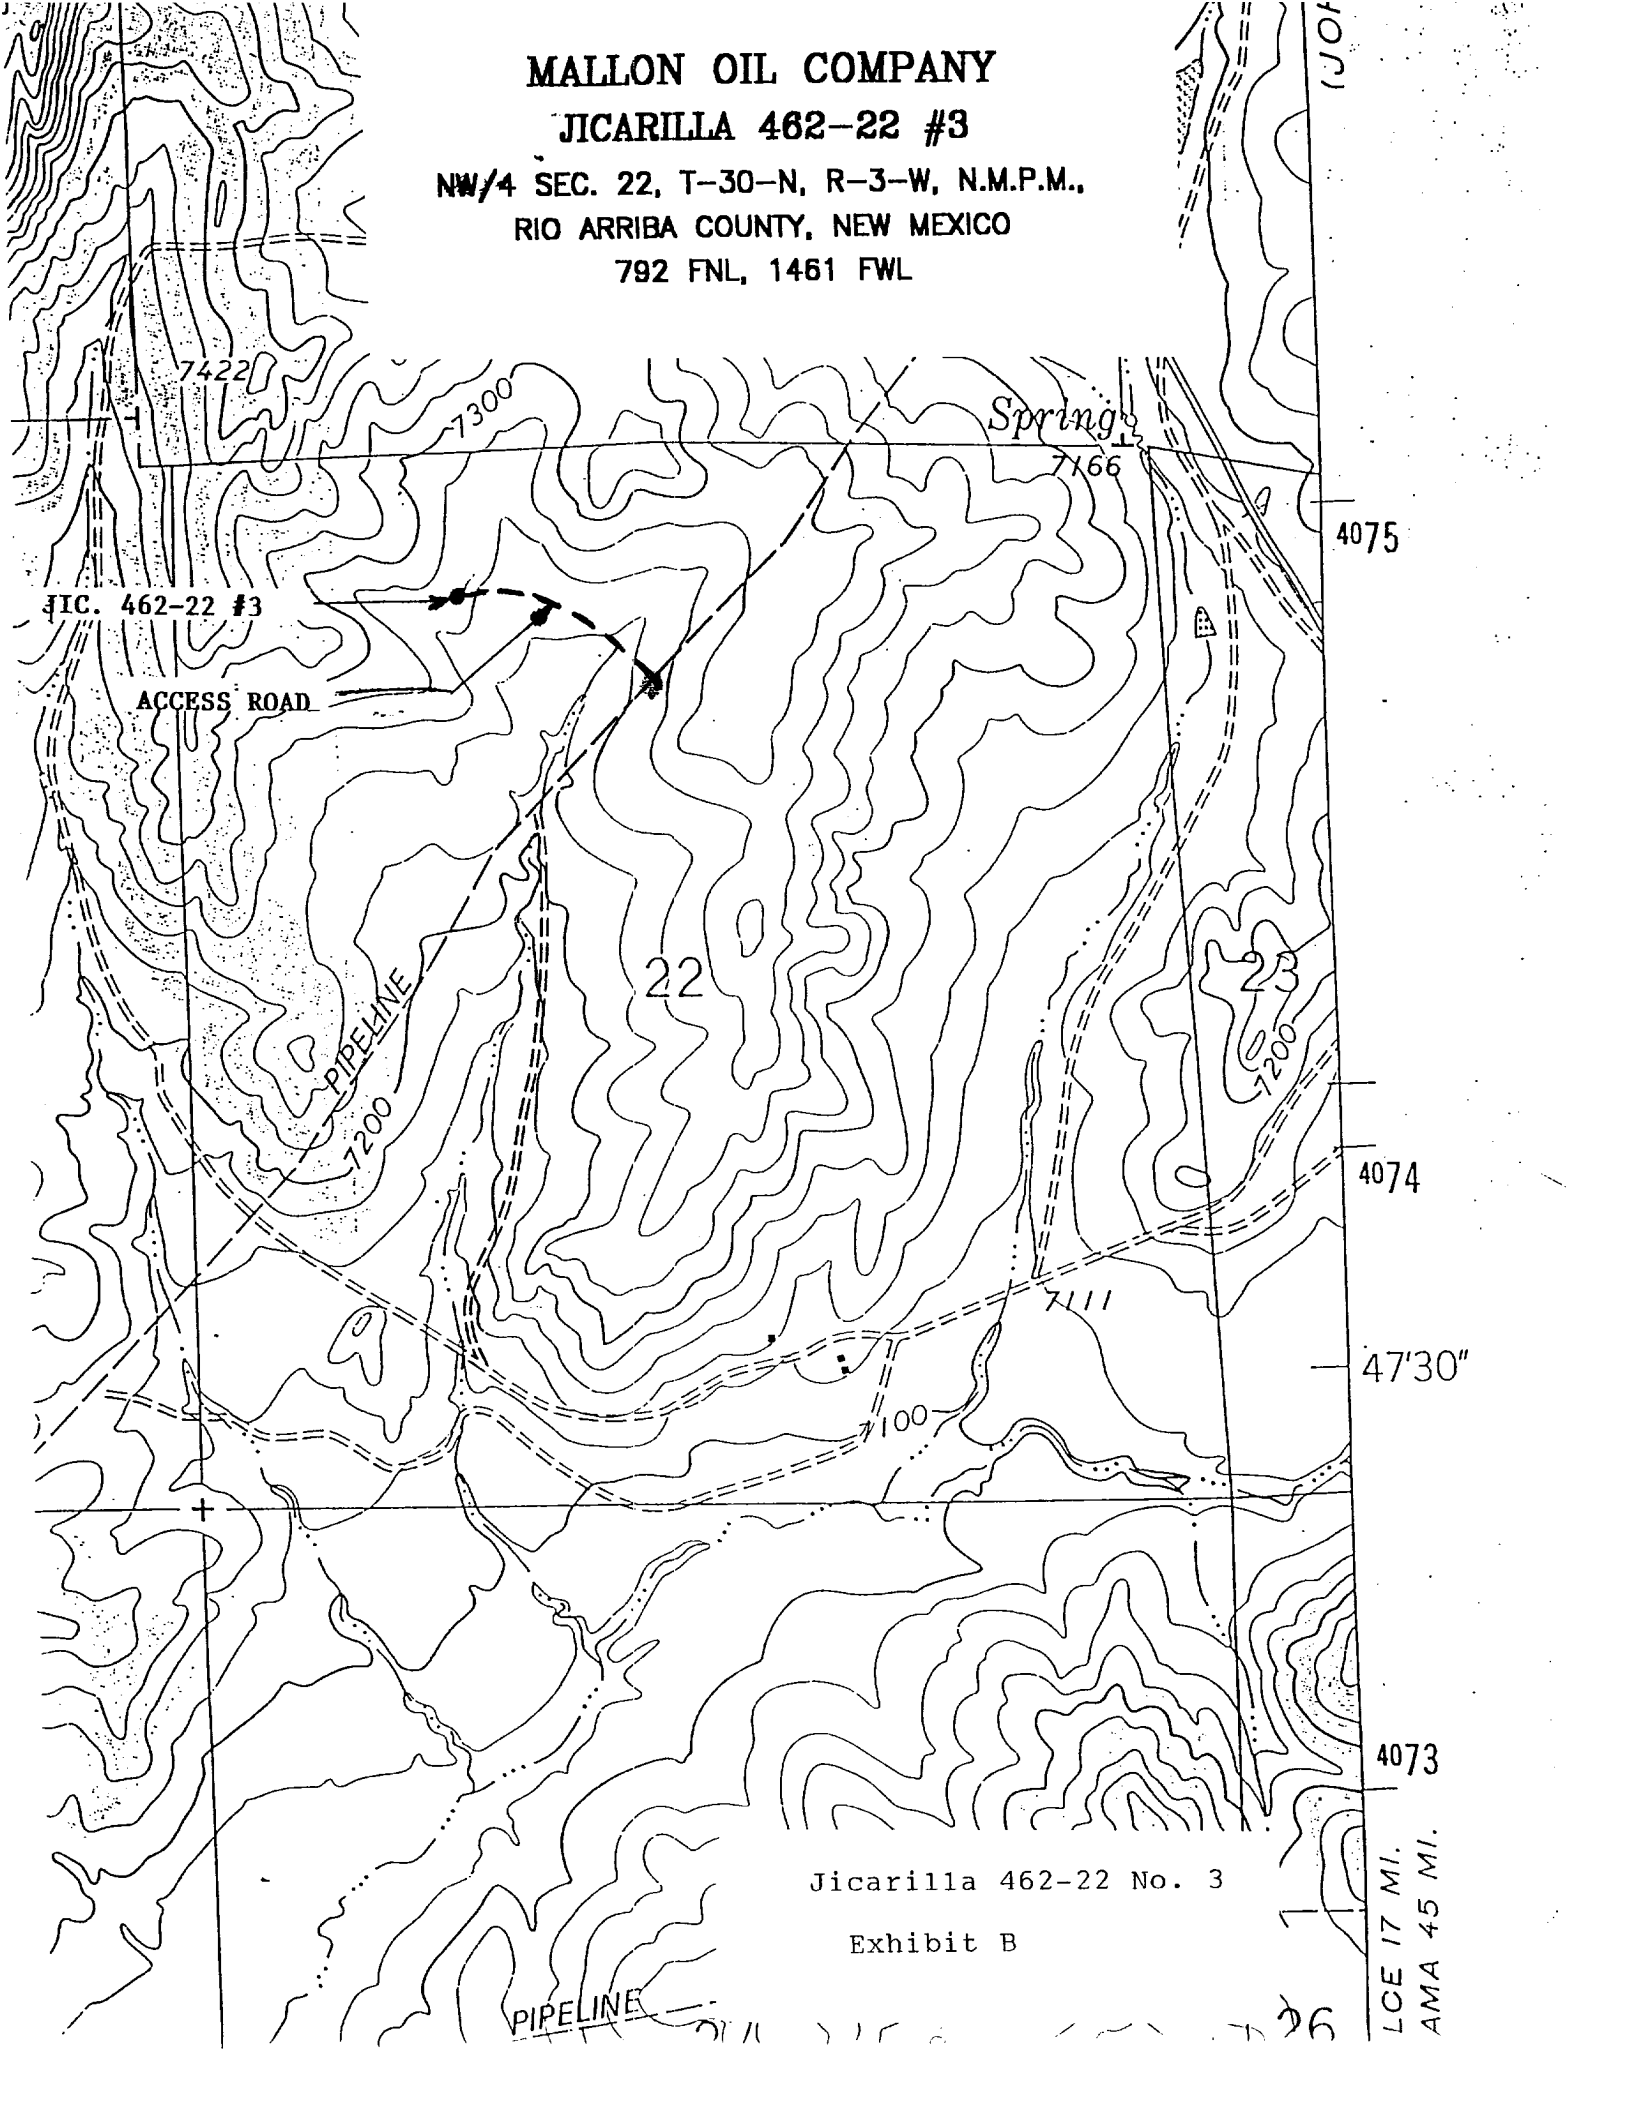 MALLON OIL COMPANY
JICARILLA 462-22 #3
NW/4 SEC. 22, T-30-N, R-3-W, N.M.P.M.,
RIO ARRIBA COUNTY, NEW MEXICO
792 FNL, 1461 FWL
7422
7300
Spring
7166
4075
JIC. 462-22 #3
ACCESS ROAD
22
23
PIPELINE
7200
7200
4074
7111
47'30"
7100
4073
Jicarilla 462-22 No. 3
Exhibit B
LCE 17 MI.
AMA 45 MI.
PIPELINE
26